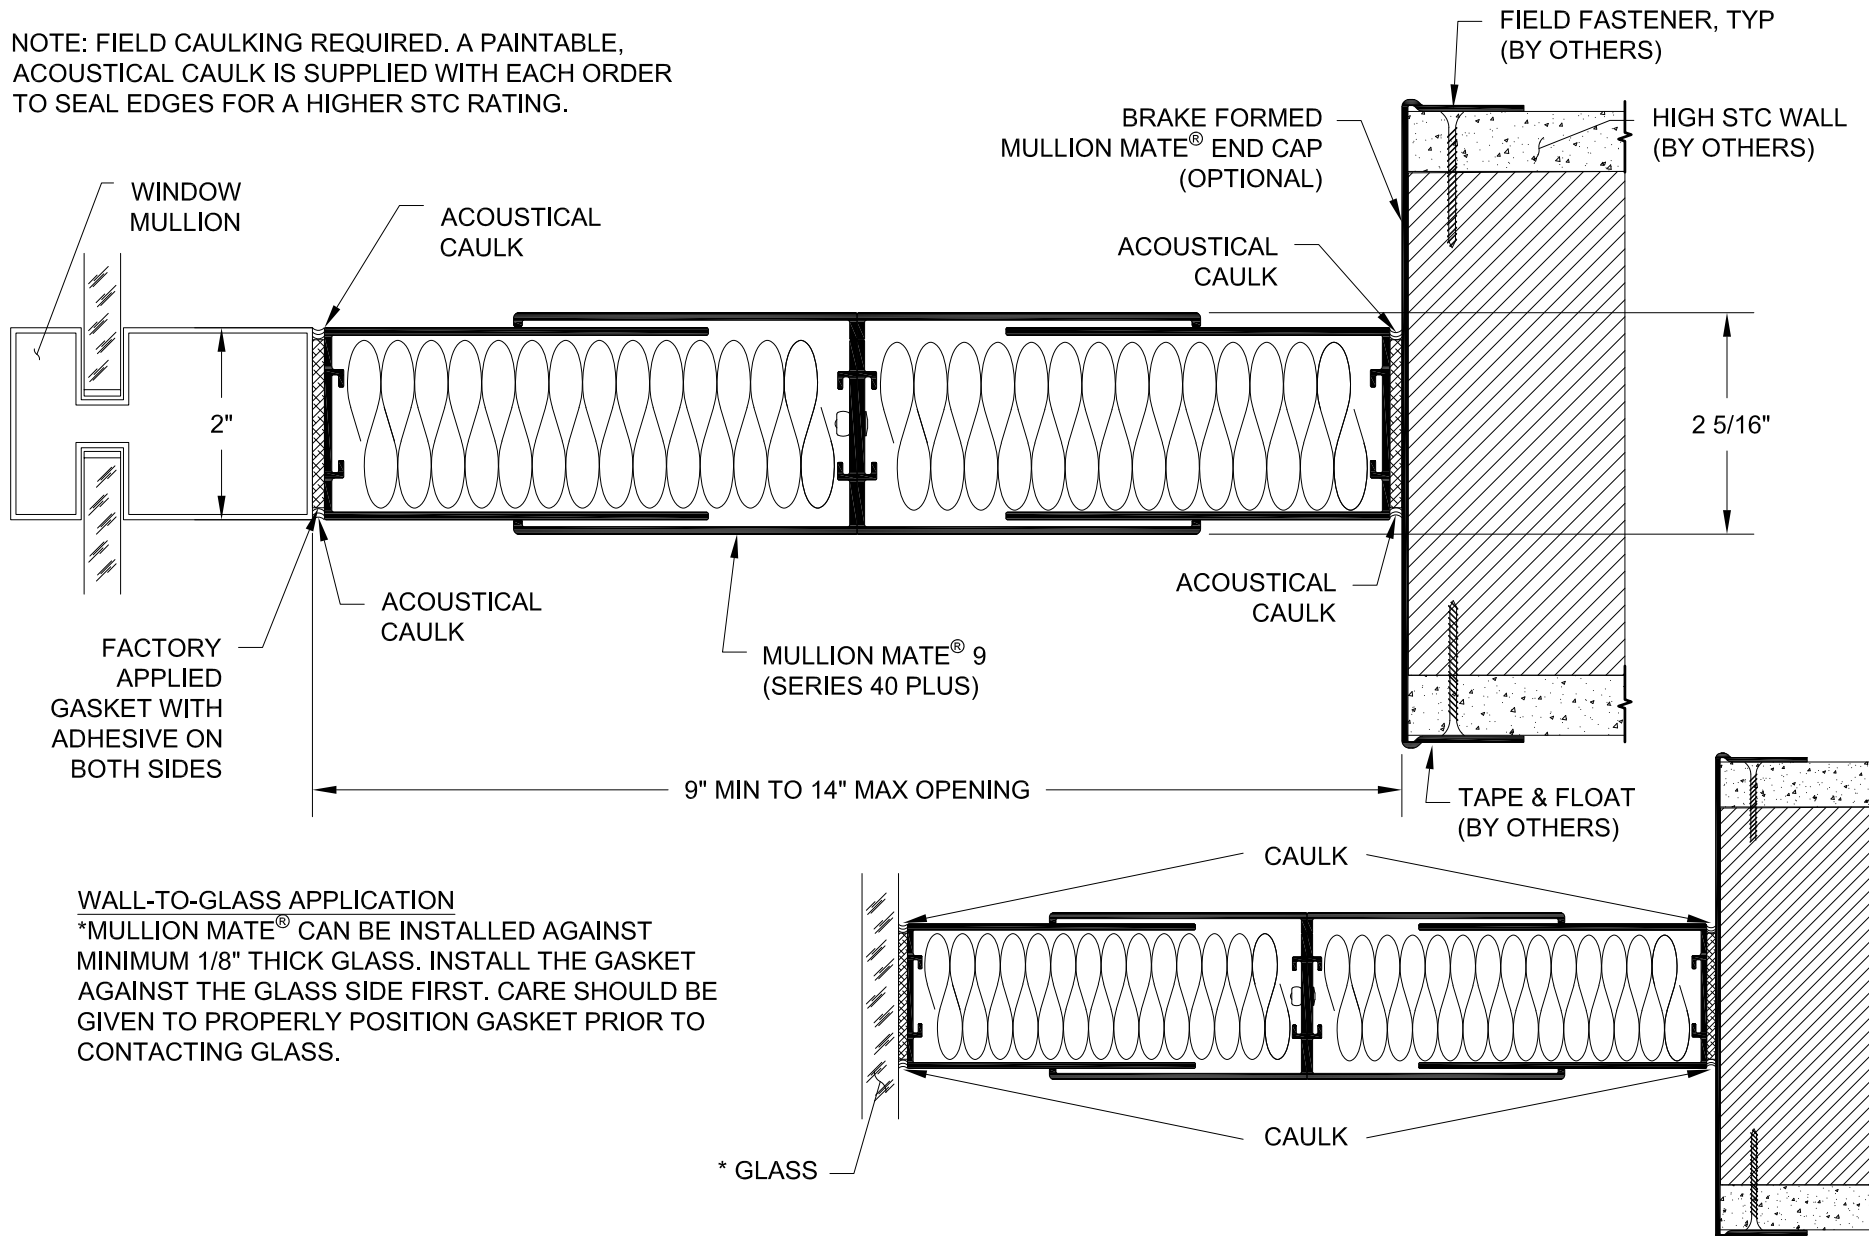 NOTE: FIELD CAULKING REQUIRED. A PAINTABLE,
ACOUSTICAL CAULK IS SUPPLIED WITH EACH ORDER
TO SEAL EDGES FOR A HIGHER STC RATING.
FIELD FASTENER, TYP
(BY OTHERS)
BRAKE FORMED
MULLION MATE® END CAP
(OPTIONAL)
HIGH STC WALL
(BY OTHERS)
WINDOW
MULLION
ACOUSTICAL
CAULK
ACOUSTICAL
CAULK
2"
2 5/16"
ACOUSTICAL
CAULK
ACOUSTICAL
CAULK
FACTORY
APPLIED
GASKET WITH
ADHESIVE ON
BOTH SIDES
MULLION MATE® 9
(SERIES 40 PLUS)
9" MIN TO 14" MAX OPENING
TAPE & FLOAT
(BY OTHERS)
CAULK
WALL-TO-GLASS APPLICATION
*MULLION MATE® CAN BE INSTALLED AGAINST
MINIMUM 1/8" THICK GLASS. INSTALL THE GASKET
AGAINST THE GLASS SIDE FIRST. CARE SHOULD BE
GIVEN TO PROPERLY POSITION GASKET PRIOR TO
CONTACTING GLASS.
CAULK
* GLASS